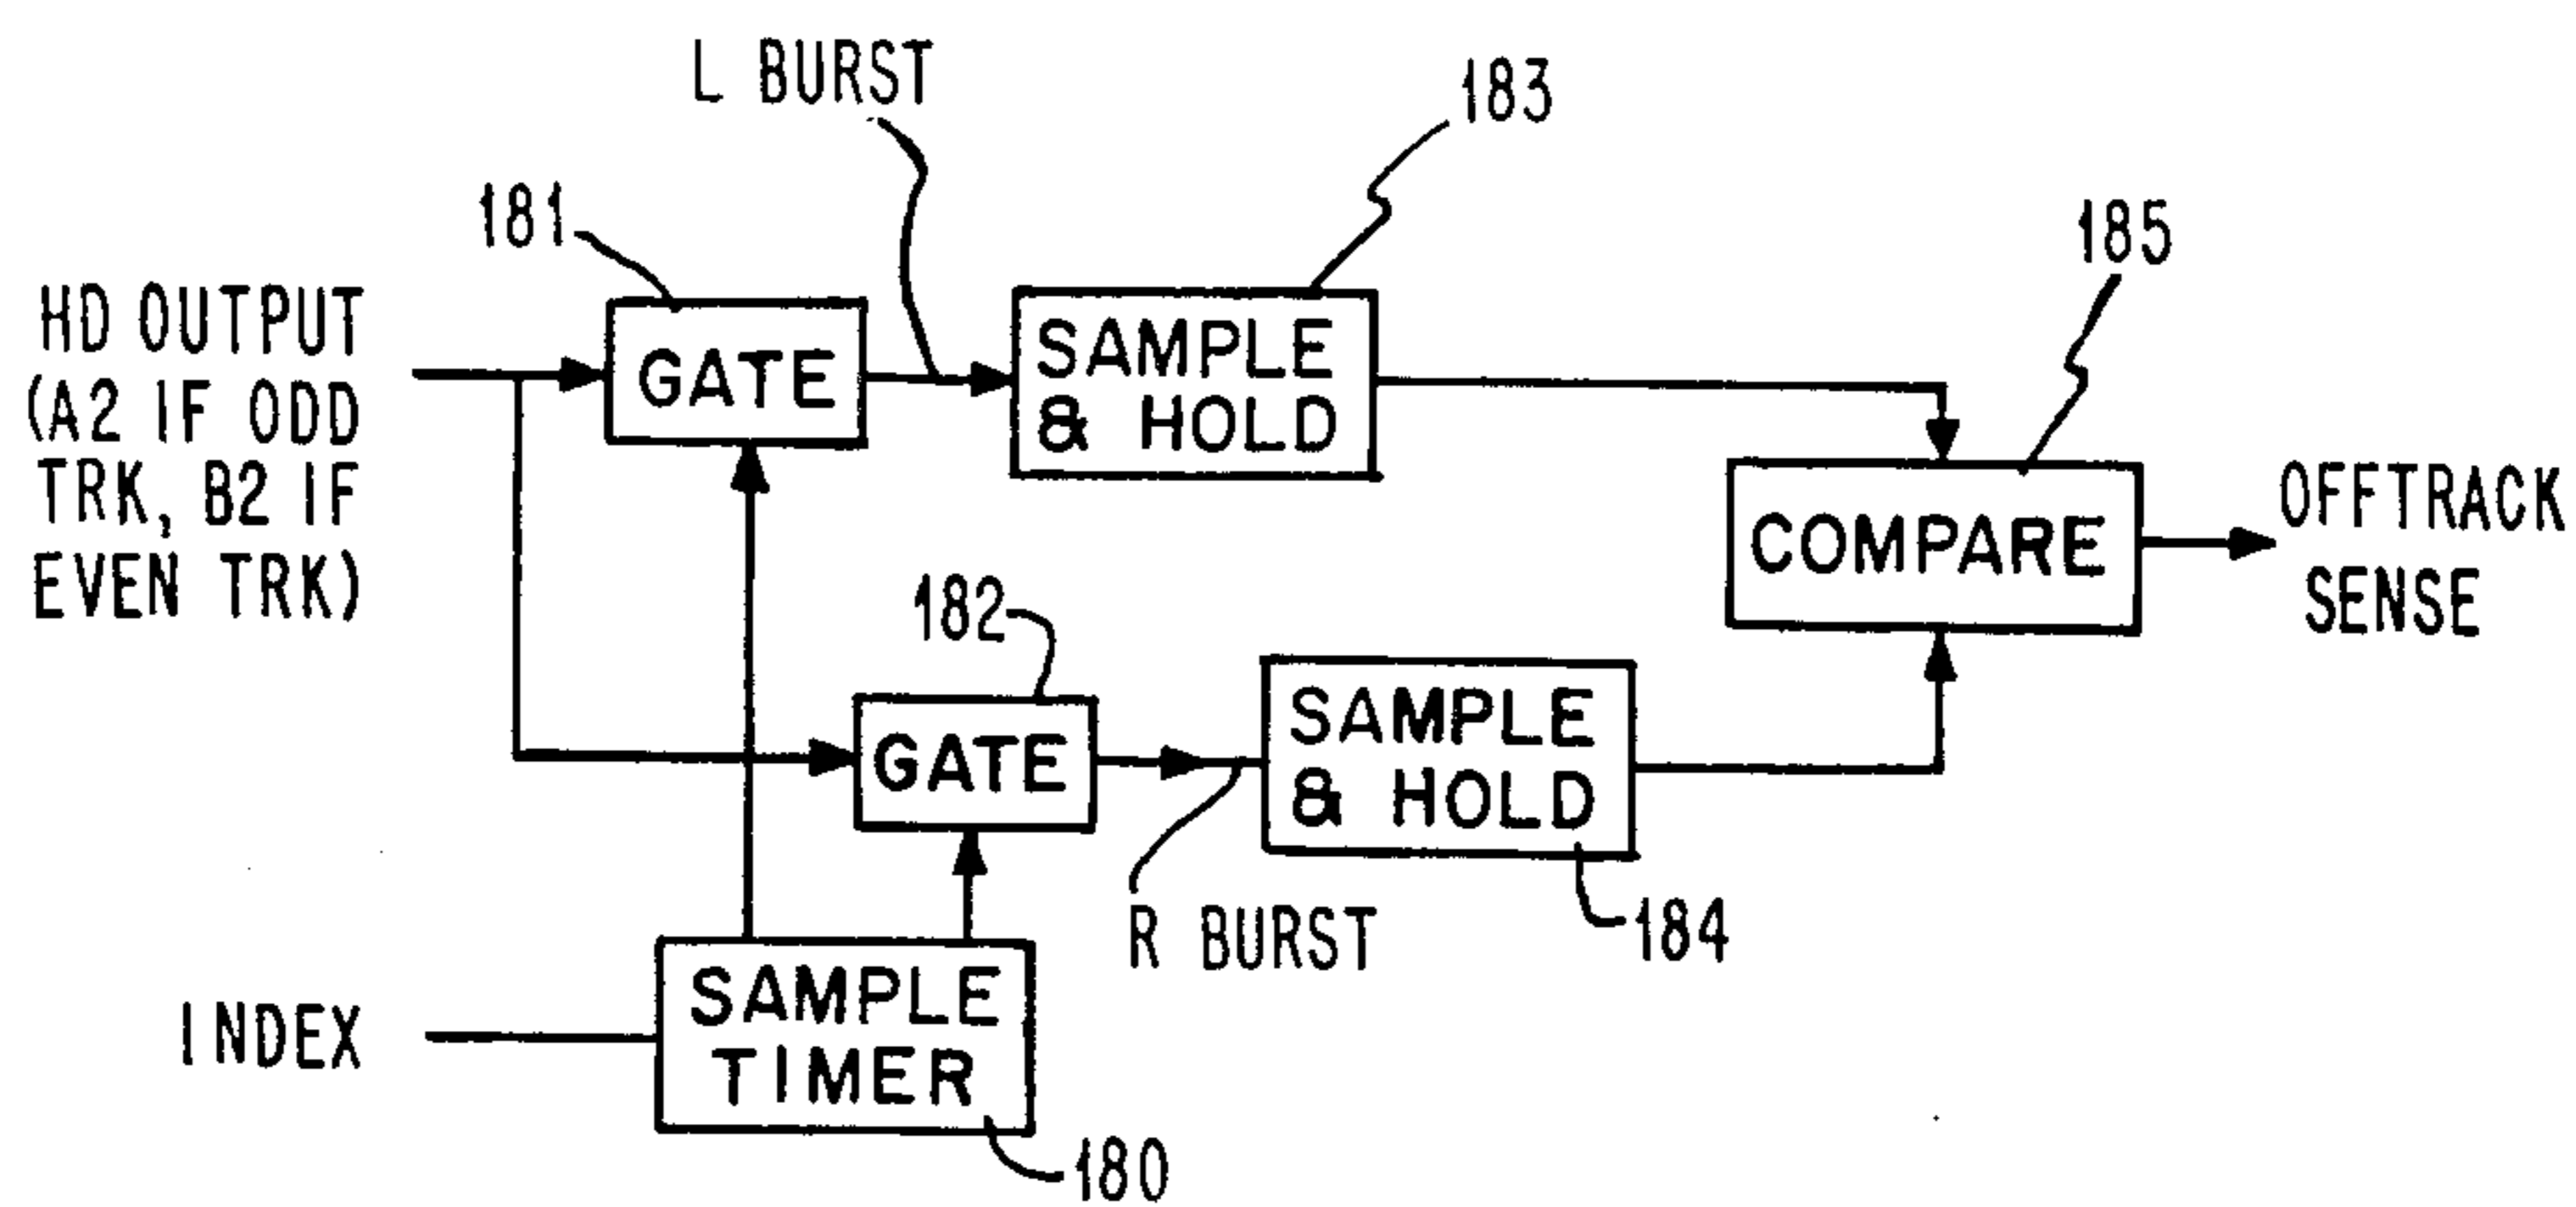 L BURST
183
181
185
HD OUTPUT
(A2 IF ODD
TRK, B2 IF
EVEN TRK)
GATE
SAMPLE
& HOLD
COMPARE
OFFTRACK
SENSE
182
GATE
SAMPLE
& HOLD
R BURST
184
INDEX
SAMPLE
TIMER
180